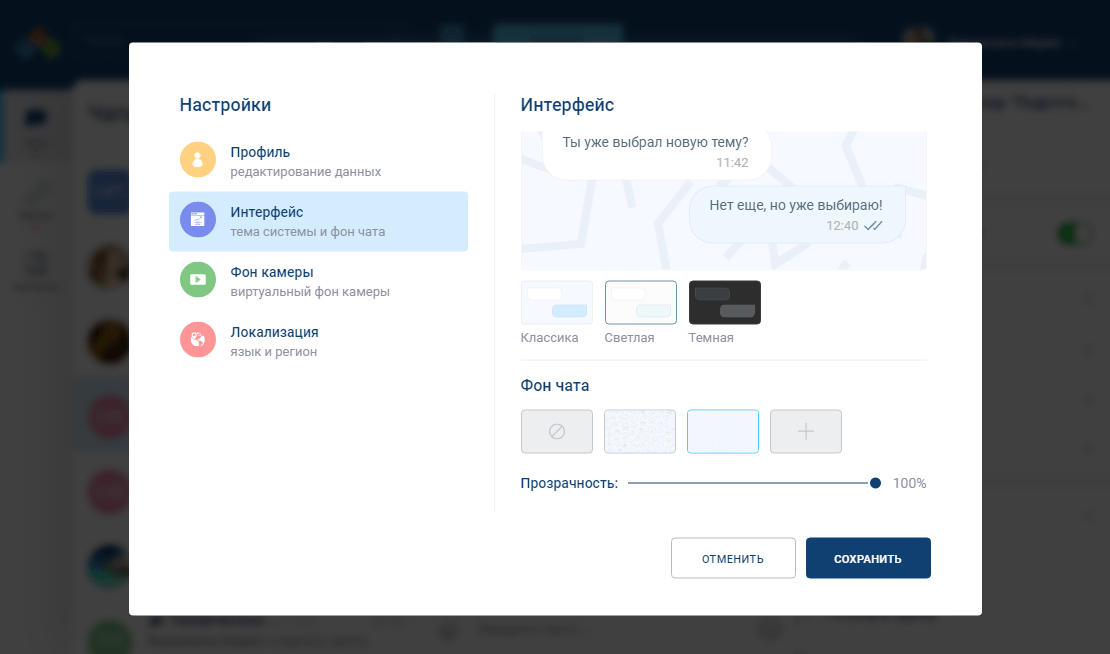 Настройки
Профиль
редактирование данных
Интерфейс
тема системы и фон чата
Фон камеры
виртуальный фон камеры
Локализация
язык и регион
Интерфейс
Ты уже выбрал новую тему?
11:42
Нет еще, но уже выбираю!
12:40
Классика
Светлая
Темная
Фон чата
Прозрачность:
100%
ОТМЕНИТЬ
СОХРАНИТЬ